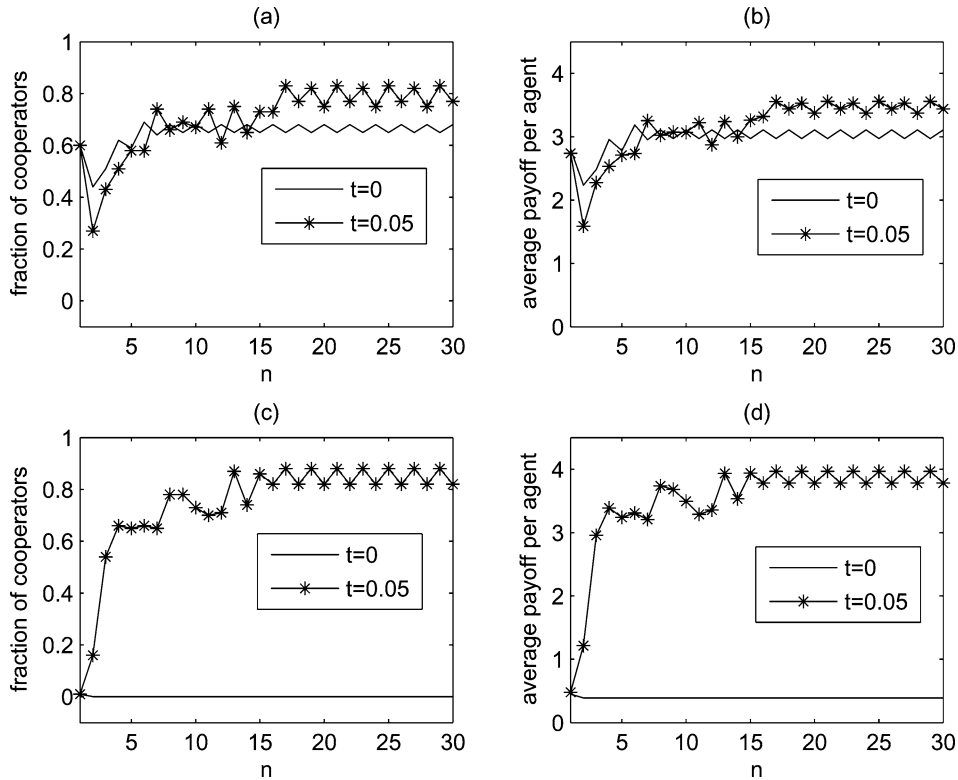 (a)
1
0.8
0.6
0.4
0.2
0
fraction of cooperators
t=0
t=0.05
5 10 15 20 25 30
n
(b)
4
3
2
1
0
average payoff per agent
t=0
t=0.05
5 10 15 20 25 30
n
(c)
1
0.8
0.6
0.4
0.2
0
fraction of cooperators
t=0
t=0.05
5 10 15 20 25 30
n
(d)
4
3
2
1
0
average payoff per agent
t=0
t=0.05
5 10 15 20 25 30
n